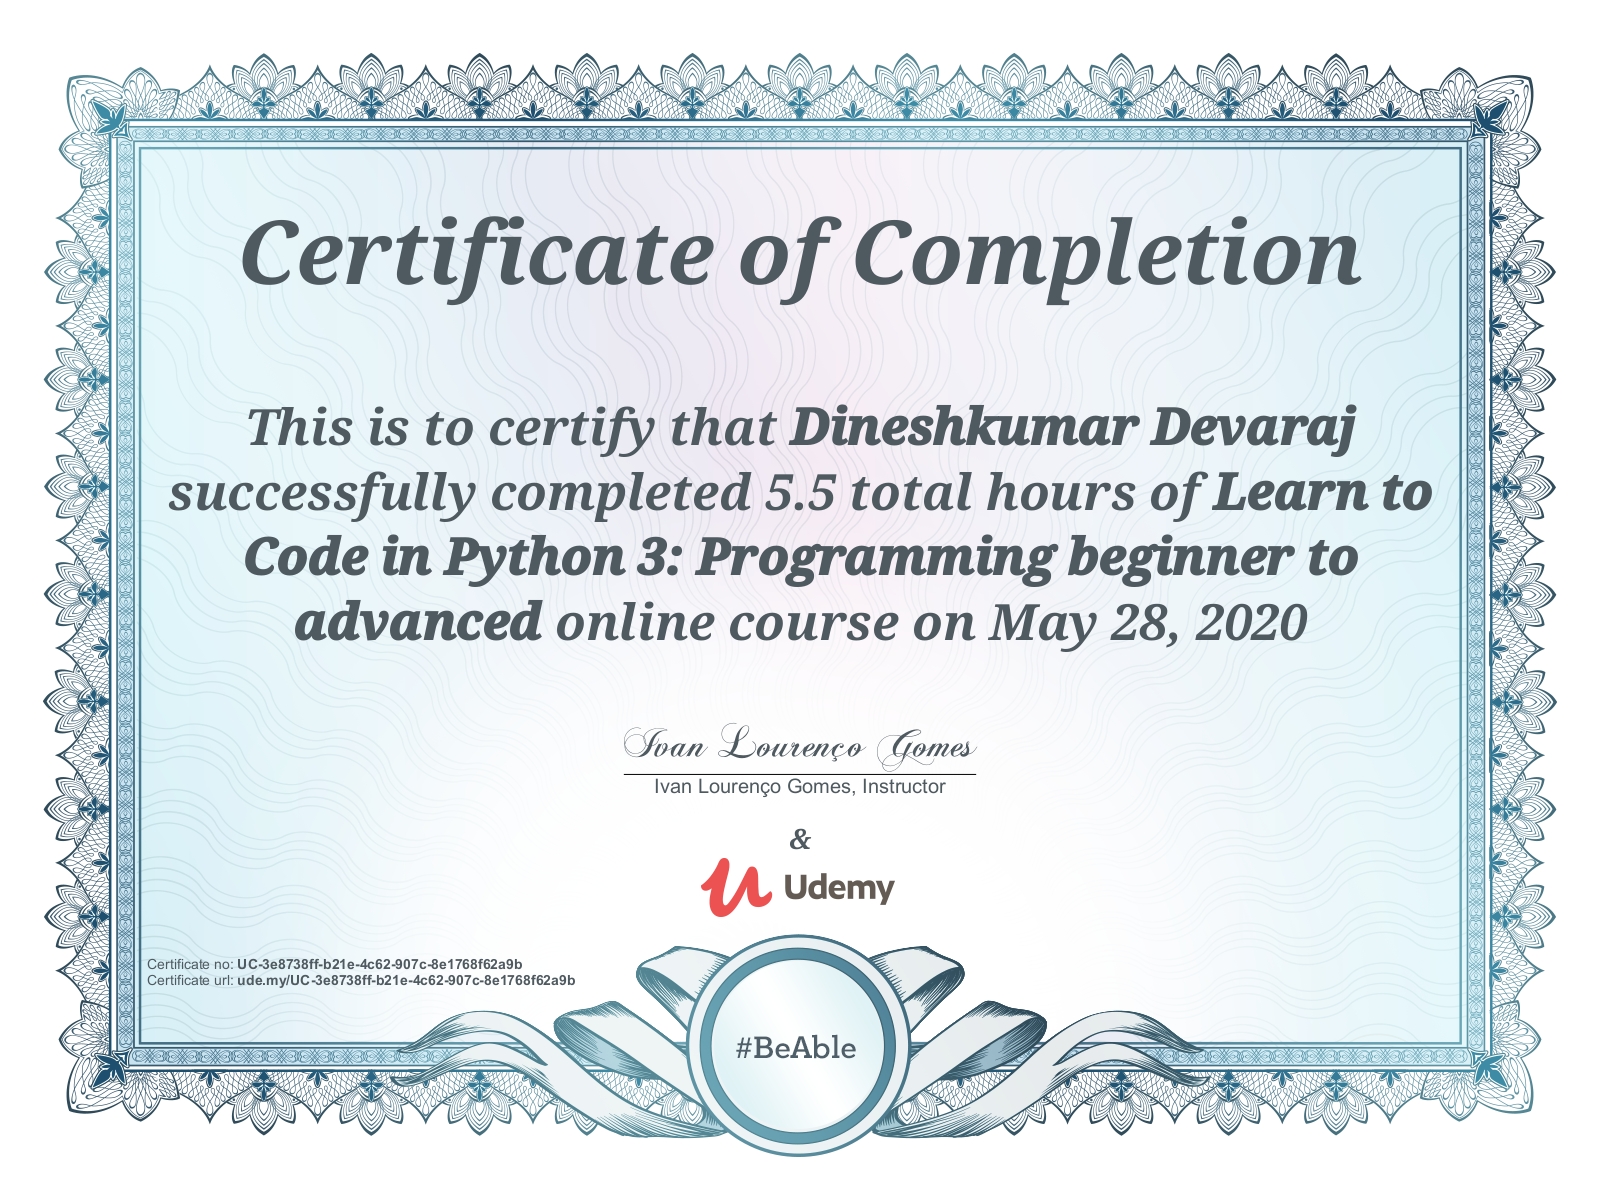 Certificate of Completion
This is to certify that Dineshkumar Devaraj
successfully completed 5.5 total hours of Learn to
Code in Python 3: Programming beginner to
advanced online course on May 28, 2020
Ivan Lourenço Gomes
Ivan Lourenço Gomes, Instructor
&
Udemy
Certificate no: UC-3e8738ff-b21e-4c62-907c-8e1768f62a9b
Certificate url: ude.my/UC-3e8738ff-b21e-4c62-907c-8e1768f62a9b
#BeAble